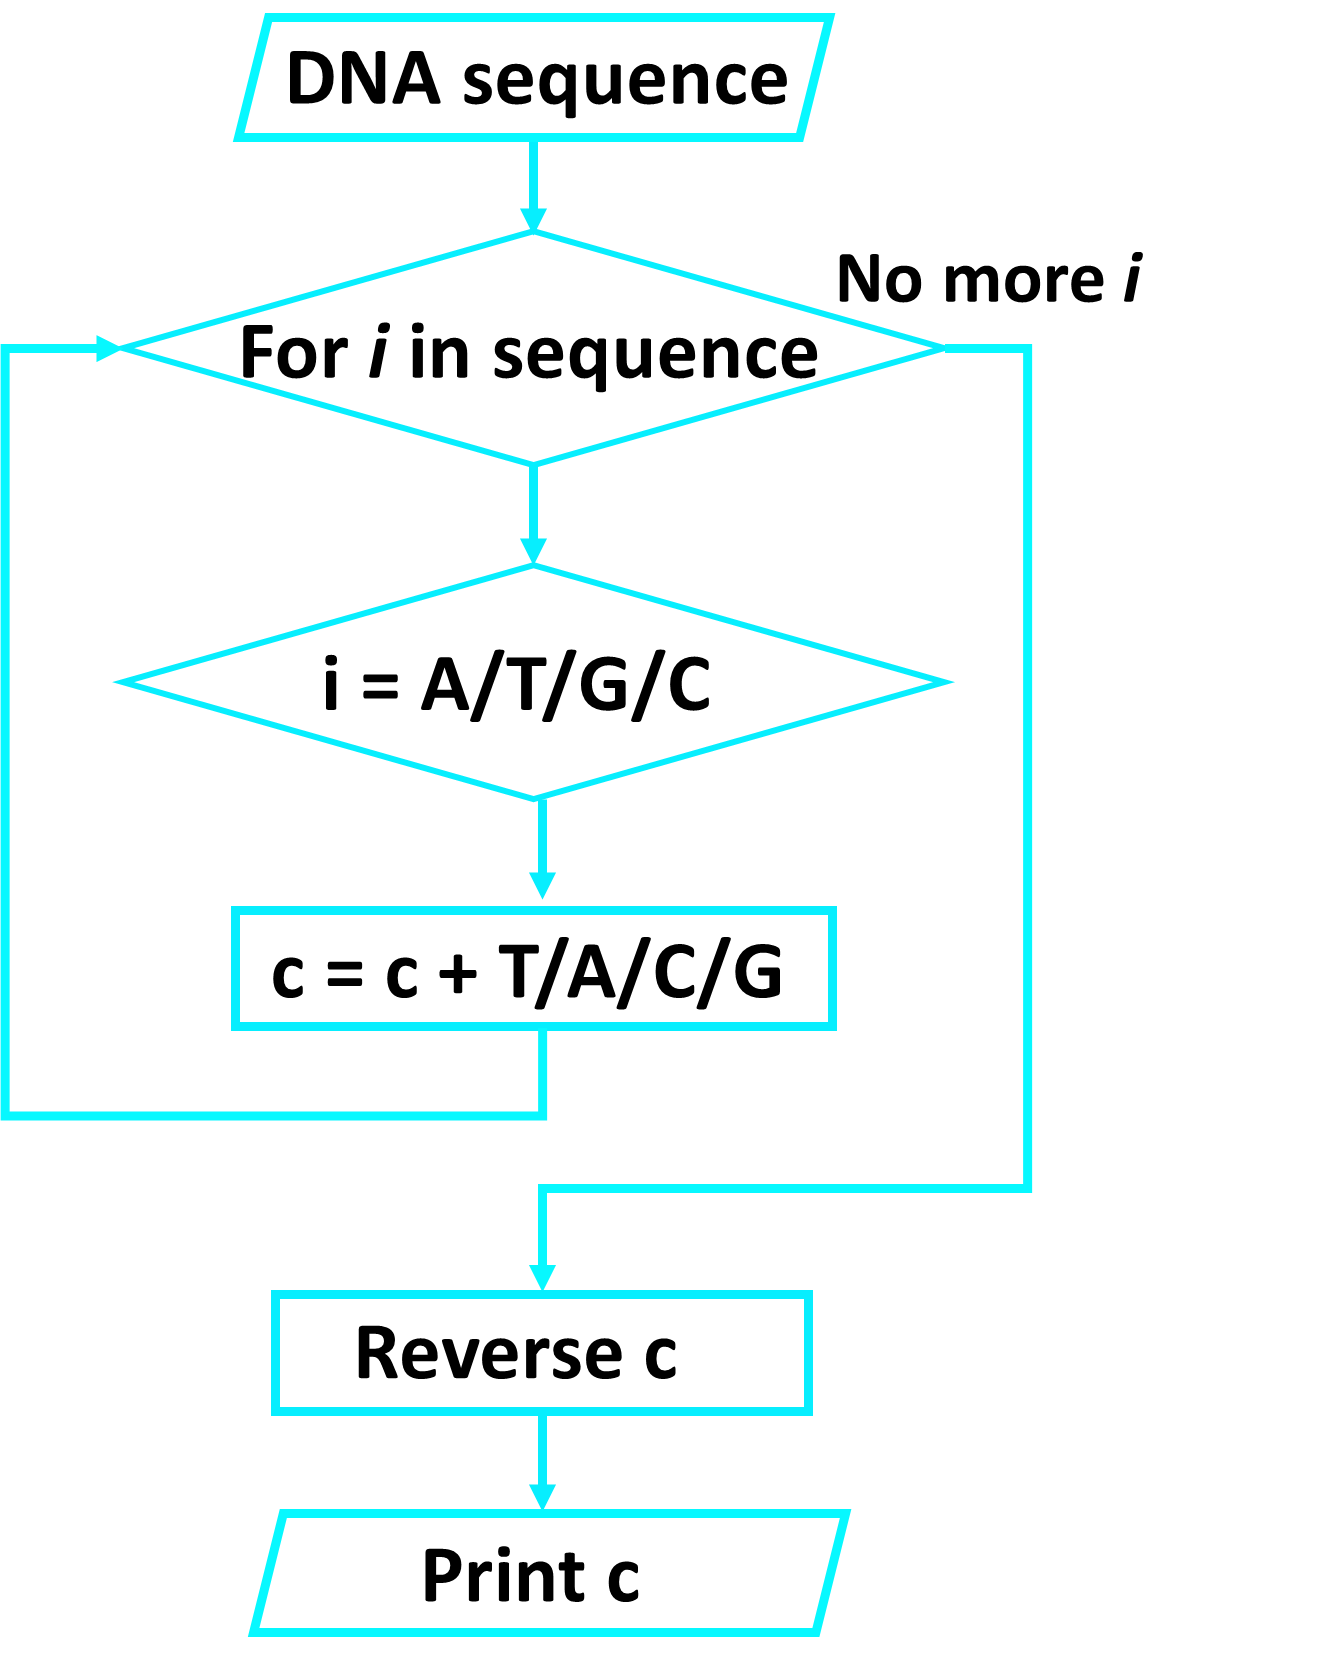 DNA sequence
No more i
For i in sequence
i = A/T/G/C
c = c + T/A/C/G
Reverse c
Print c